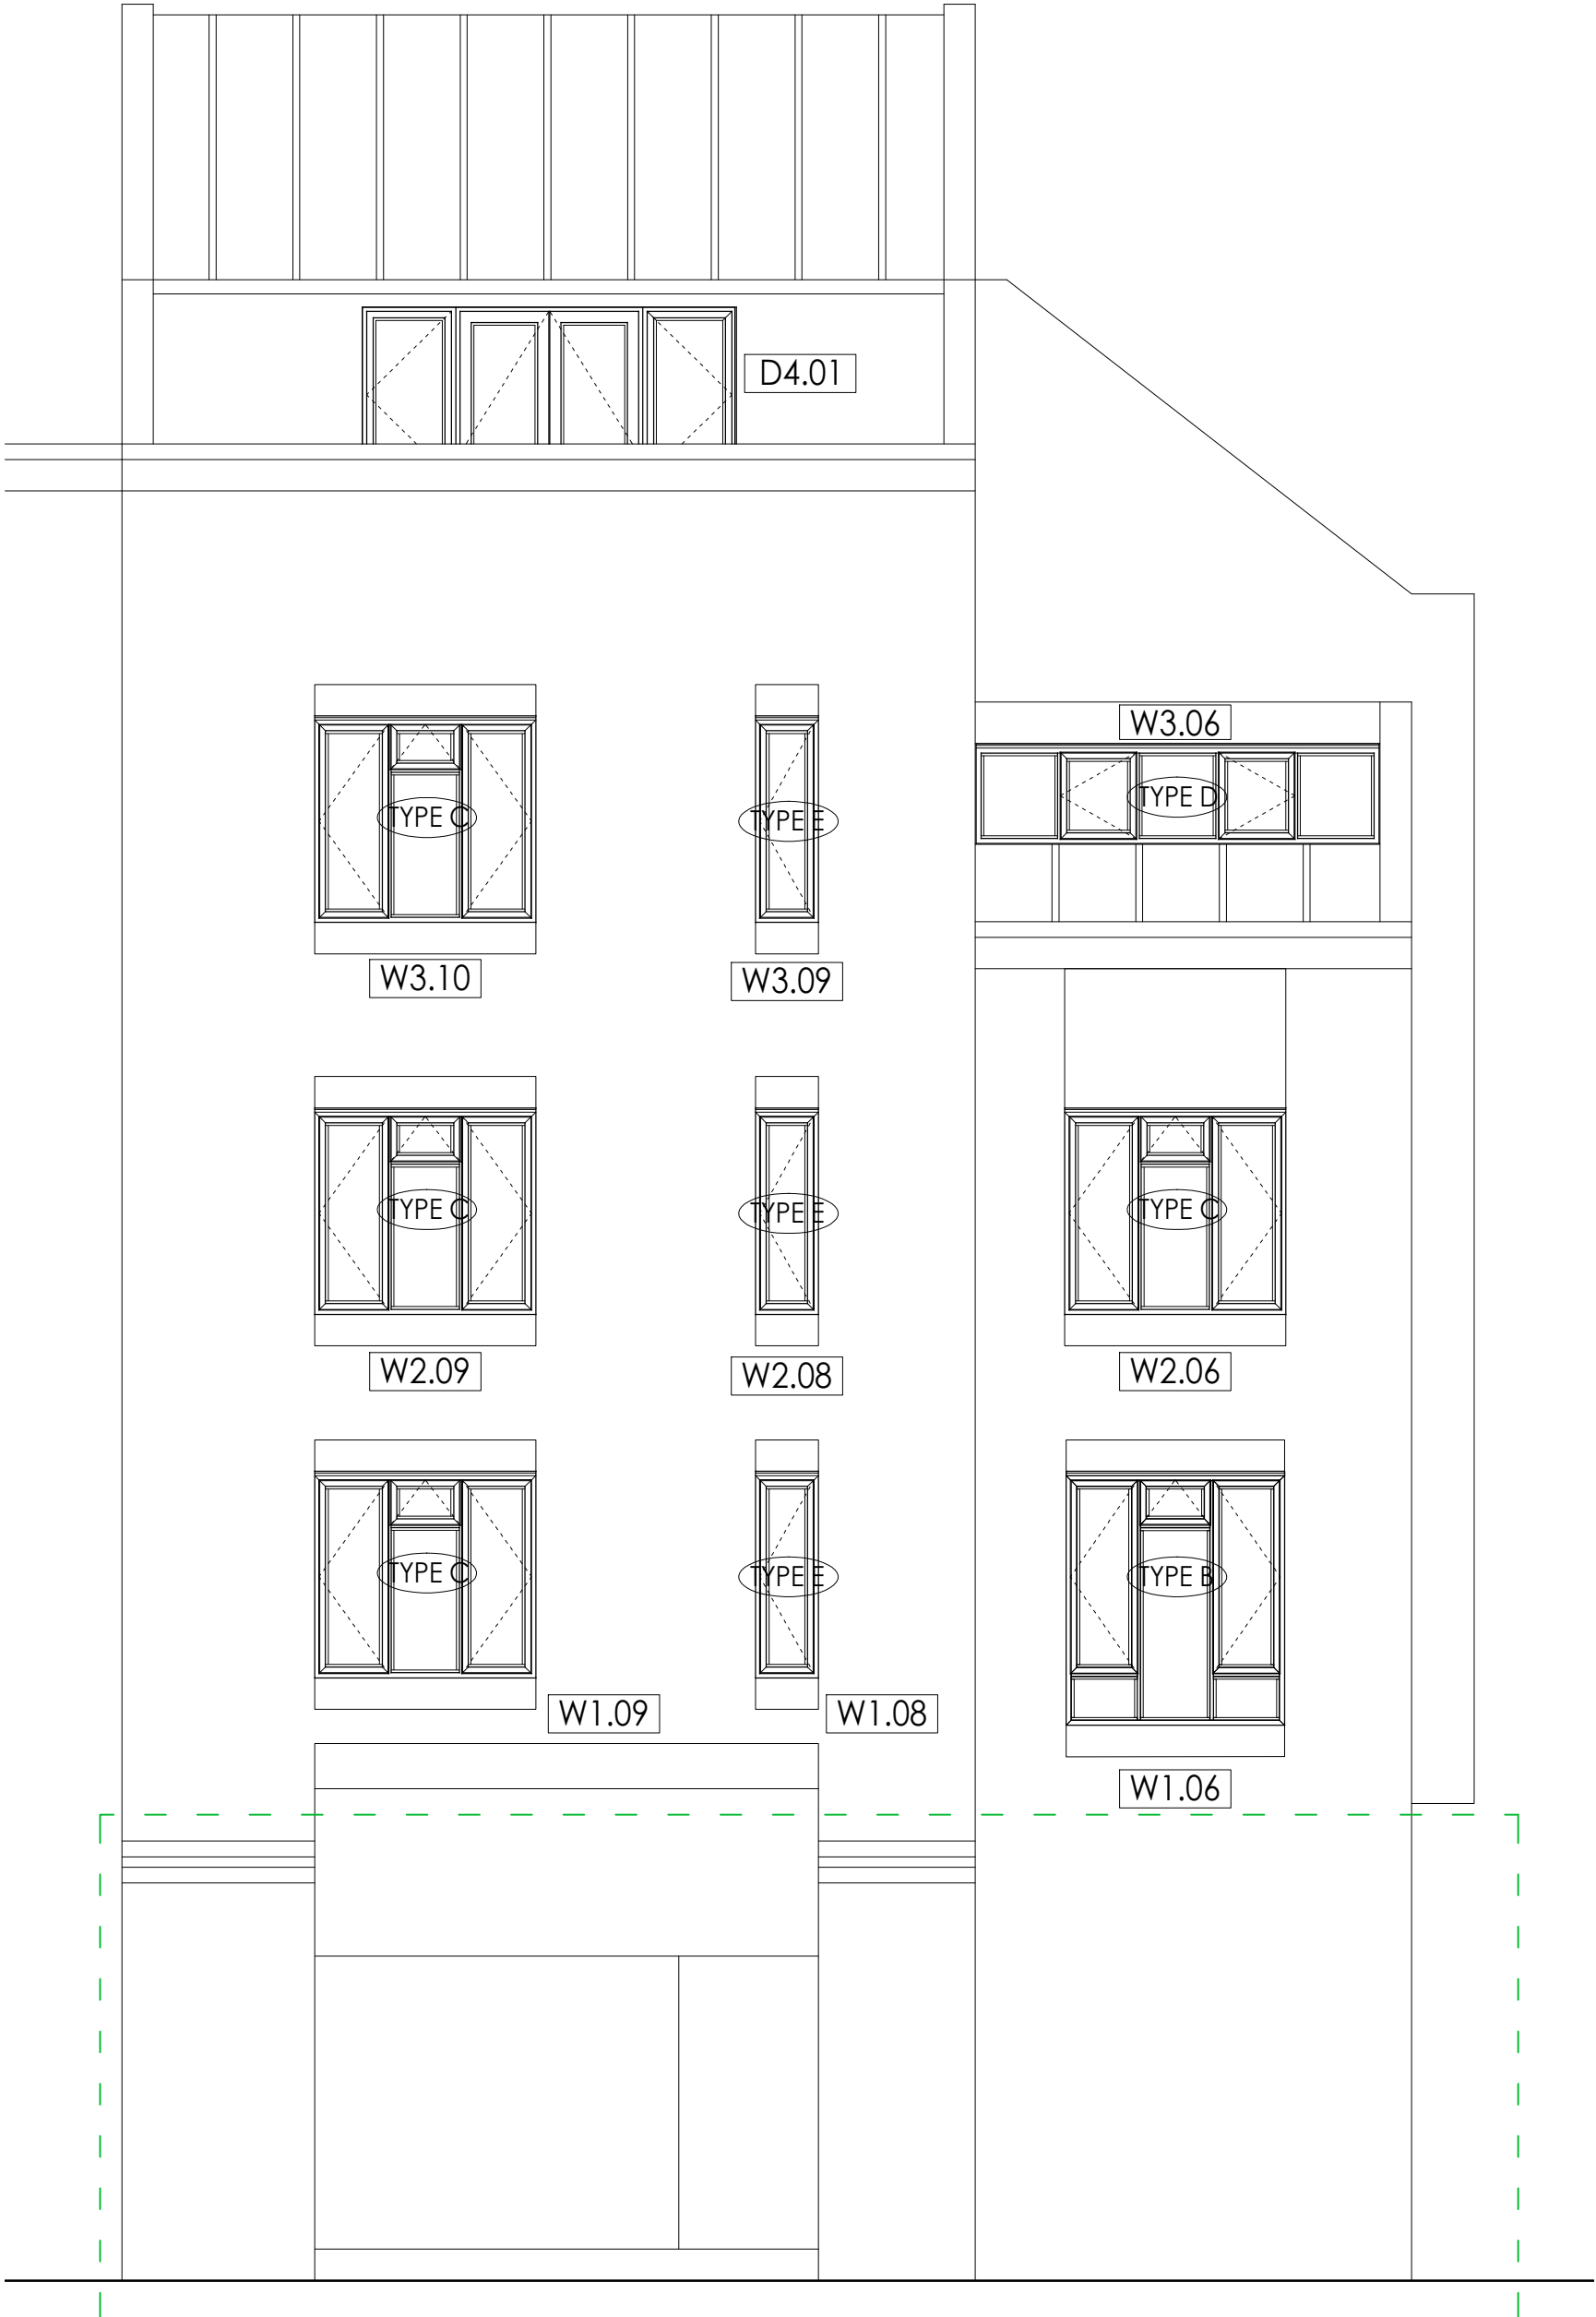 D4.01
W3.06
TYPE C
TYPE E
TYPE D
W3.10
W3.09
TYPE C
TYPE E
TYPE C
W2.09
W2.08
W2.06
TYPE C
TYPE E
TYPE B
W1.09
W1.08
W1.06